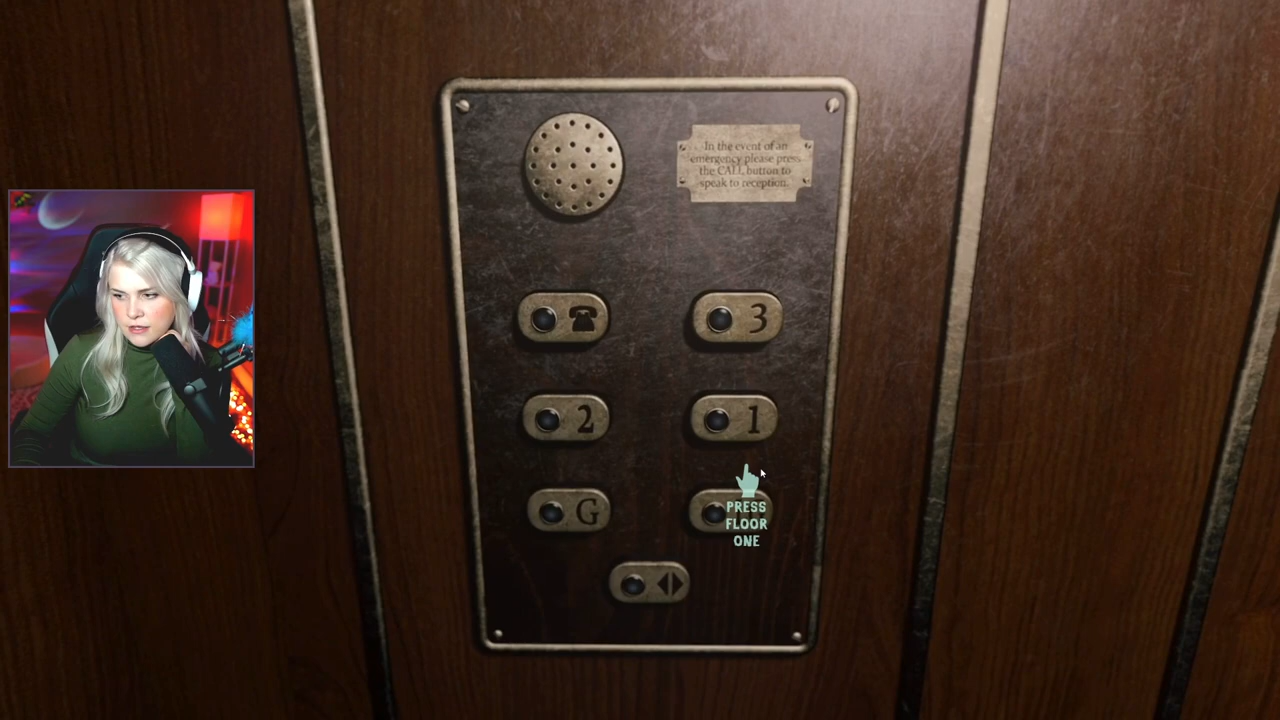 In the event of an
emergency please press
the CALL button to
speak to reception.
3
2
1
G
PRESS
FLOOR
ONE